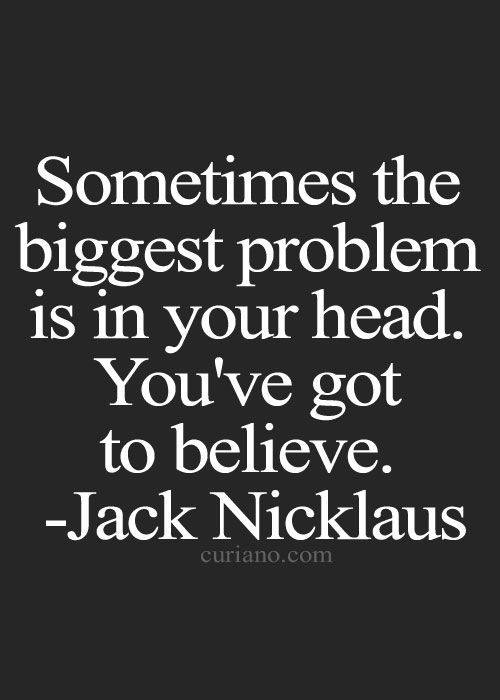 Sometimes the
biggest problem
is in your head.
You've got
to believe.
-Jack Nicklaus
curiano.com